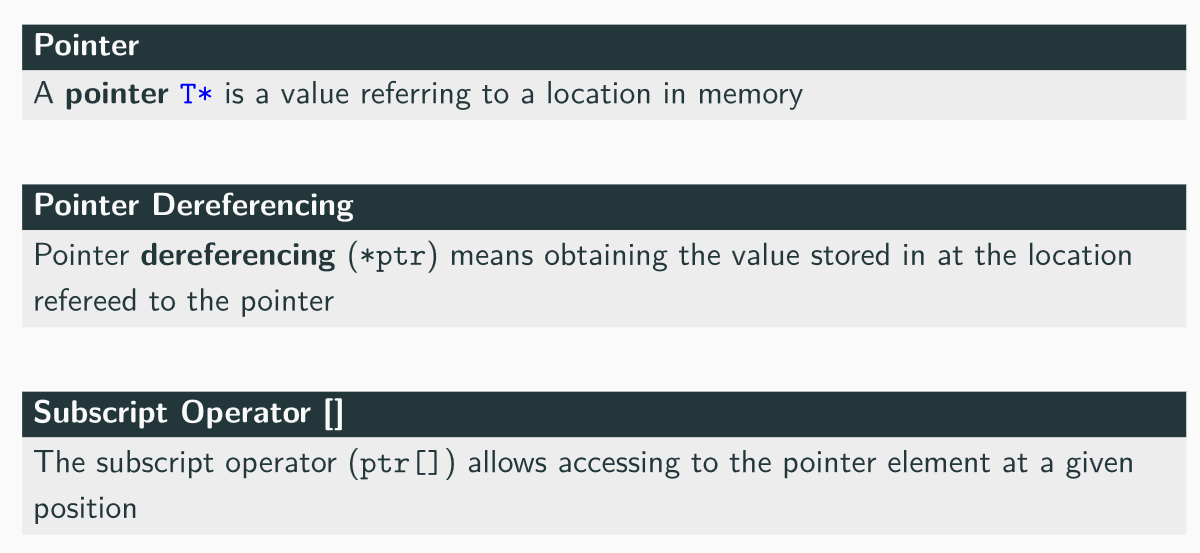 Pointer
A pointer T* is a value referring to a location in memory
Pointer Dereferencing
Pointer dereferencing (*ptr) means obtaining the value stored in at the location
refereed to the pointer
Subscript Operator []
The subscript operator (ptr[]) allows accessing to the pointer element at a given
position